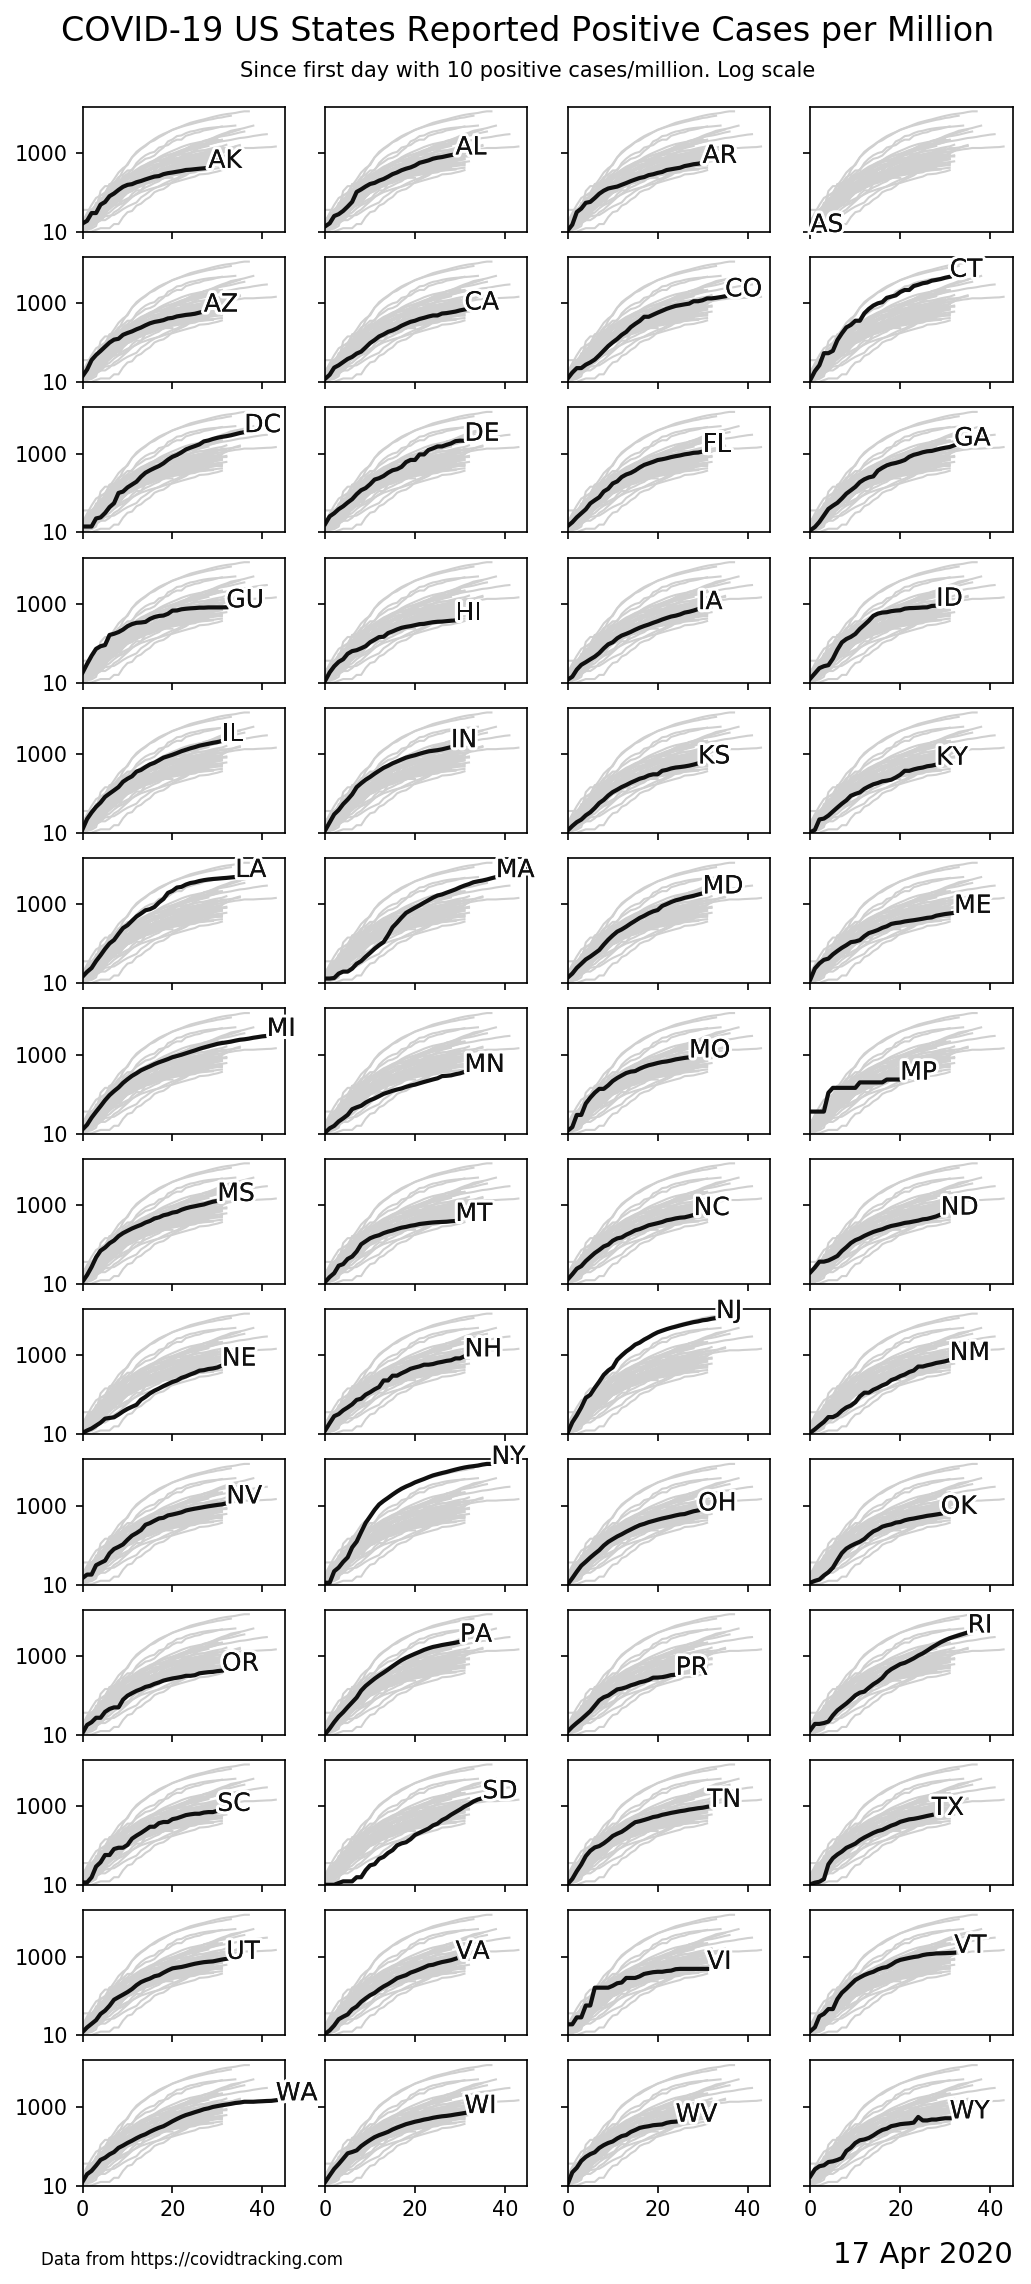 COVID-19 US States Reported Positive Cases per Million
Since first day with 10 positive cases/million. Log scale
1000 AK AL AR
10 AS
1000 AZ CA CO CT
10
1000 DC DE FL GA
10
1000 GU HI IA ID
10
1000 IL IN KS KY
10
1000 LA MA MD ME
10
1000 MI MN MO MP
10
1000 MS MT NC ND
10
1000 NE NH NJ NM
10
1000 NV NY OH OK
10
1000 OR PA PR RI
10
1000 SC SD TN TX
10
1000 UT VA VI VT
10
1000 WA WI WV WY
10
0 20 40 0 20 40 0 20 40 0 20 40
Data from https://covidtracking.com
17 Apr 2020